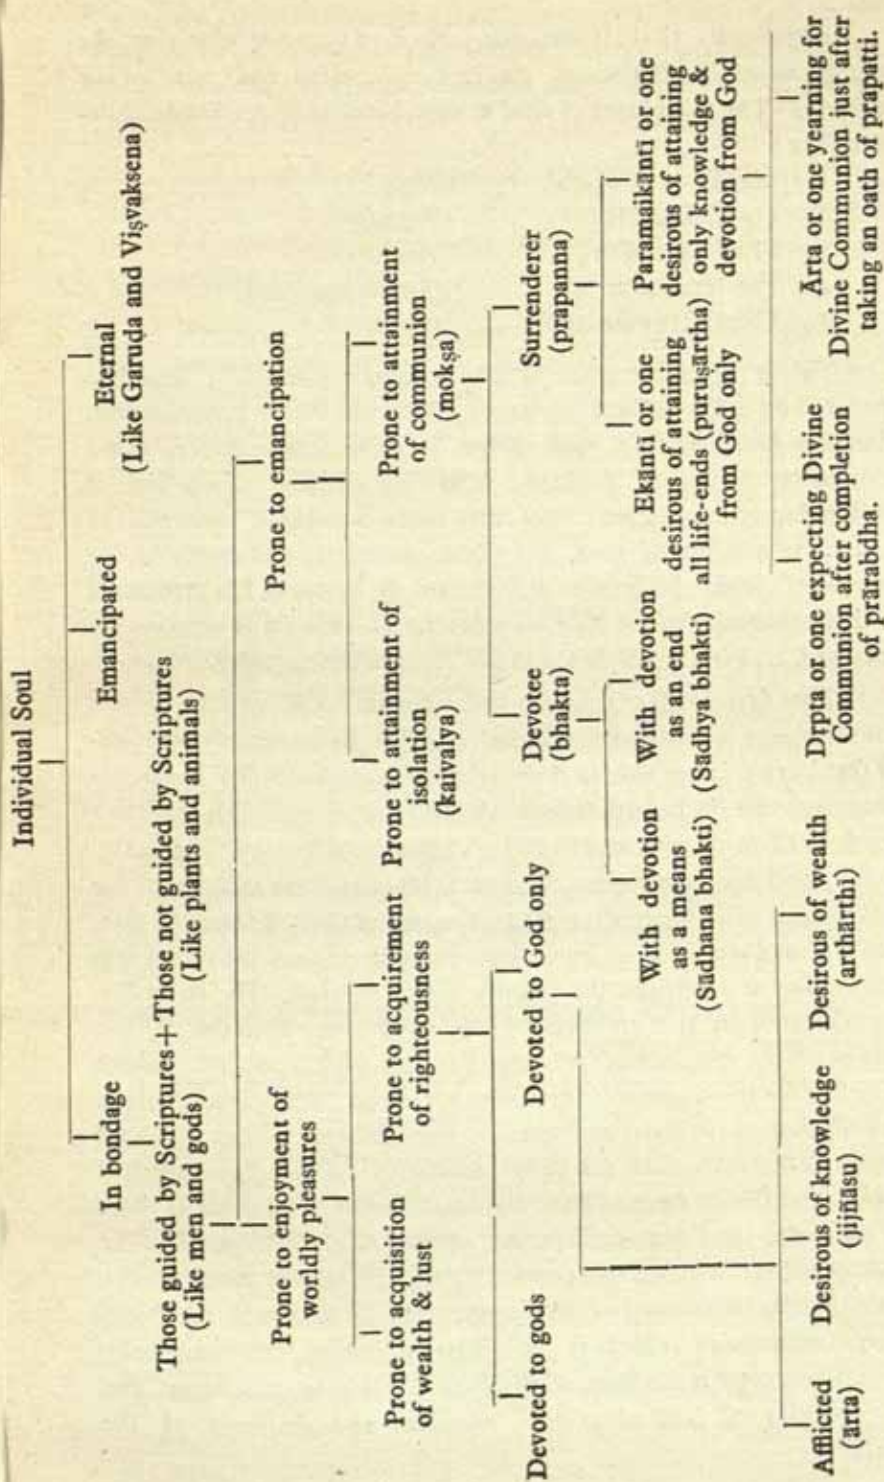 Individual Soul
In bondage
Emancipated
Eternal
(Like Garuḍa and Viṣvaksena)
Those guided by Scriptures+Those not guided by Scriptures
(Like men and gods)
(Like plants and animals)
Prone to enjoyment of
worldly pleasures
Prone to emancipation
Prone to acquisition
of wealth & lust
Prone to acquirement
of righteousness
Prone to attainment of
isolation
(kaivalya)
Prone to attainment
of communion
(mokṣa)
Devoted to gods
Devoted to God only
Devotee
(bhakta)
Surrenderer
(prapanna)
With devotion
as a means
(Sādhana bhakti)
With devotion
as an end
(Sādhya bhakti)
Ekāntī or one
desirous of attaining
all life-ends (puruṣārtha)
from God only
Paramaikāntī or one
desirous of attaining
only knowledge &
devotion from God
Afflicted
(ārta)
Desirous of knowledge
(jijñāsu)
Desirous of wealth
(arthārthi)
Dṛpta or one expecting Divine
Communion after completion
of prārabdha.
Ārta or one yearning for
Divine Communion just after
taking an oath of prapatti.